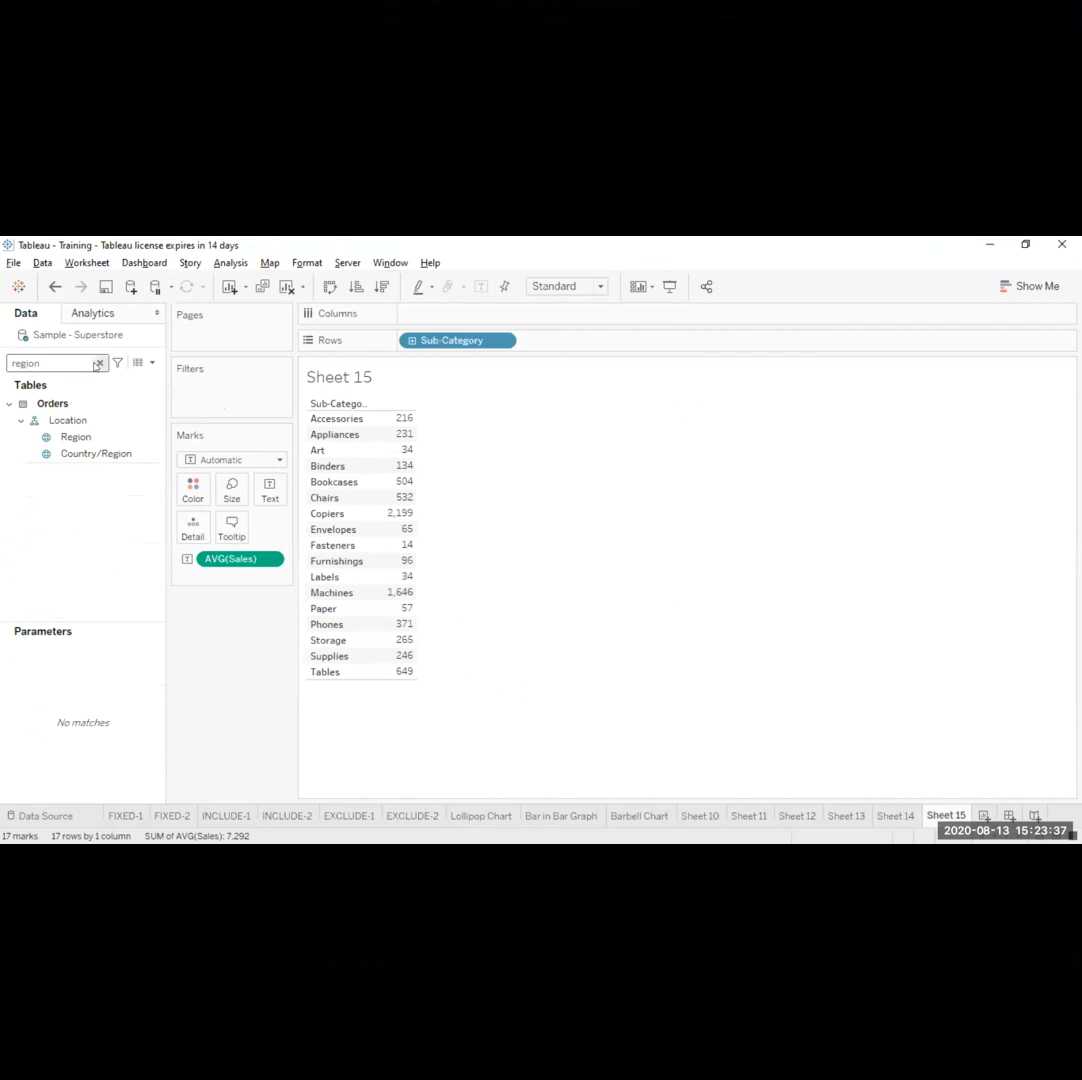 Tableau - Training - Tableau license expires in 14 days
File Data Worksheet Dashboard Story Analysis Map Format Server Window Help
Standard Show Me
Data Analytics Pages Columns
Sample - Superstore Rows Sub-Category
region Filters
Tables Sheet 15
Orders
Location
Region
Country/Region
Marks
Automatic
Color Size Text
Detail Tooltip
AVG(Sales)
Sub-Catego..
Accessories 216
Appliances 231
Art 34
Binders 134
Bookcases 504
Chairs 532
Copiers 2,199
Envelopes 65
Fasteners 14
Furnishings 96
Labels 34
Machines 1,646
Paper 57
Phones 371
Storage 265
Supplies 246
Tables 649
Parameters
No matches
Data Source FIXED-1 FIXED-2 INCLUDE-1 INCLUDE-2 EXCLUDE-1 EXCLUDE-2 Lollipop Chart Bar in Bar Graph Barbell Chart Sheet 10 Sheet 11 Sheet 12 Sheet 13 Sheet 14 Sheet 15
17 marks 17 rows by 1 column SUM of AVG(Sales): 7,292
2020-08-13 15:23:37